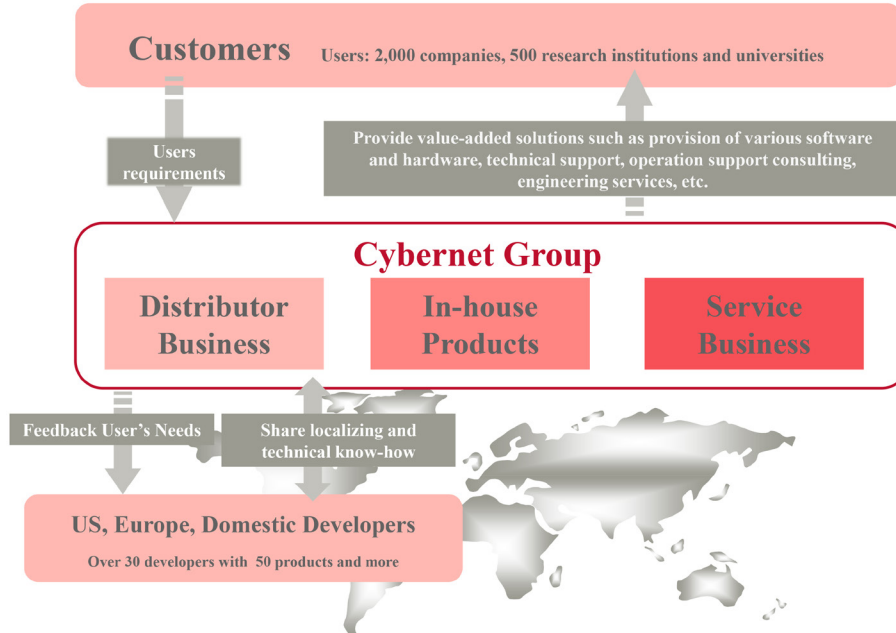 Customers
Users: 2,000 companies, 500 research institutions and universities
Users
requirements
Provide value-added solutions such as provision of various software
and hardware, technical support, operation support consulting,
engineering services, etc.
Cybernet Group
Distributor
Business
In-house
Products
Service
Business
Feedback User's Needs
Share localizing and
technical know-how
US, Europe, Domestic Developers
Over 30 developers with 50 products and more